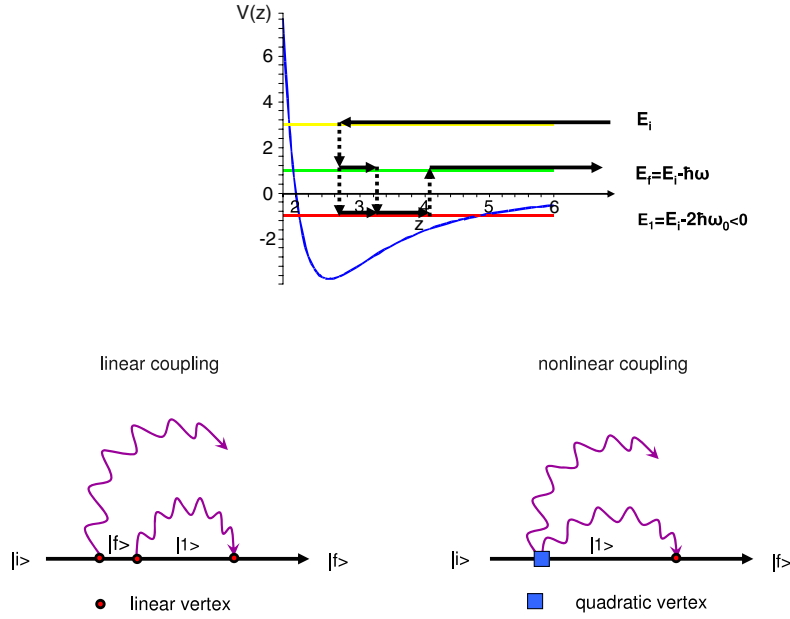 V(z)
6
4
2
0
-2
2
3
4
5
6
z
E_i
E_f=E_i-ħω
E_1=E_i-2ħω_0<0
linear coupling
nonlinear coupling
|i>
|f>
|1>
|f>
|i>
|1>
|f>
linear vertex
quadratic vertex